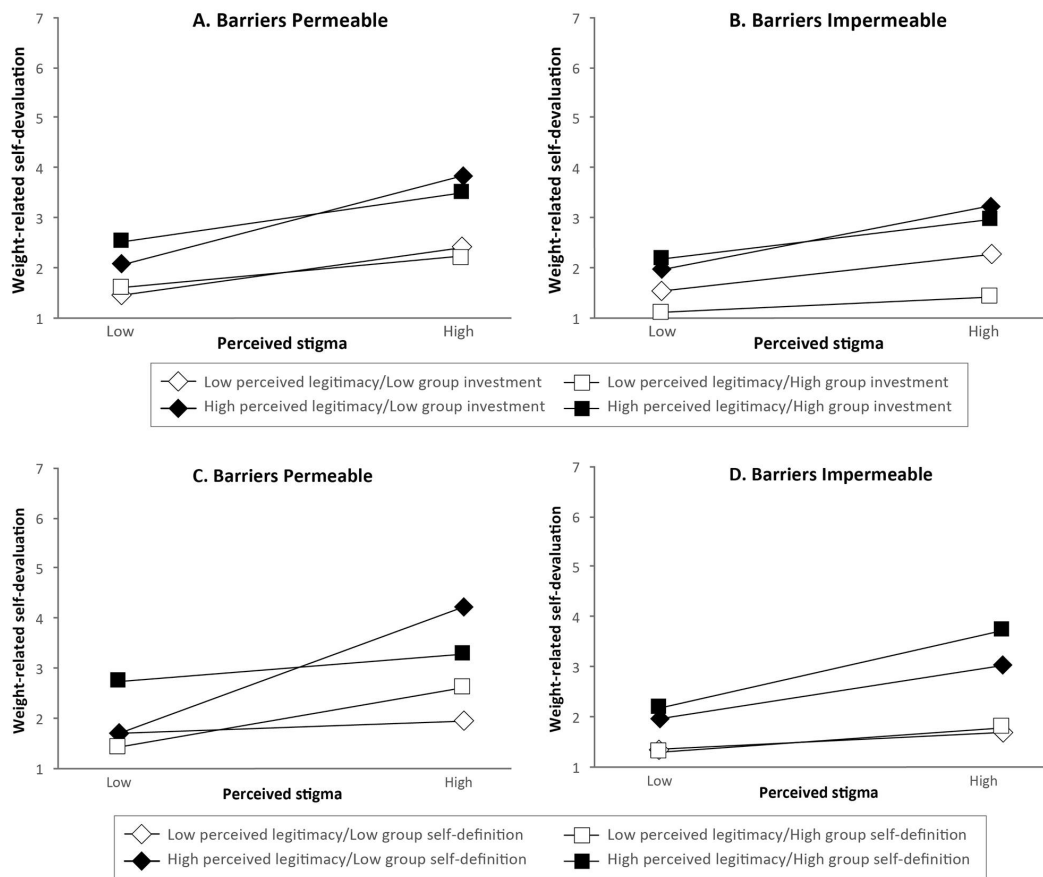 A. Barriers Permeable
Weight-related self-devaluation
7
6
5
4
3
2
1
Low
High
Perceived stigma
B. Barriers Impermeable
Weight-related self-devaluation
7
6
5
4
3
2
1
Low
High
Perceived stigma
Low perceived legitimacy/Low group investment
Low perceived legitimacy/High group investment
High perceived legitimacy/Low group investment
High perceived legitimacy/High group investment
C. Barriers Permeable
Weight-related self-devaluation
7
6
5
4
3
2
1
Low
High
Perceived stigma
D. Barriers Impermeable
Weight-related self-devaluation
7
6
5
4
3
2
1
Low
High
Perceived stigma
Low perceived legitimacy/Low group self-definition
Low perceived legitimacy/High group self-definition
High perceived legitimacy/Low group self-definition
High perceived legitimacy/High group self-definition